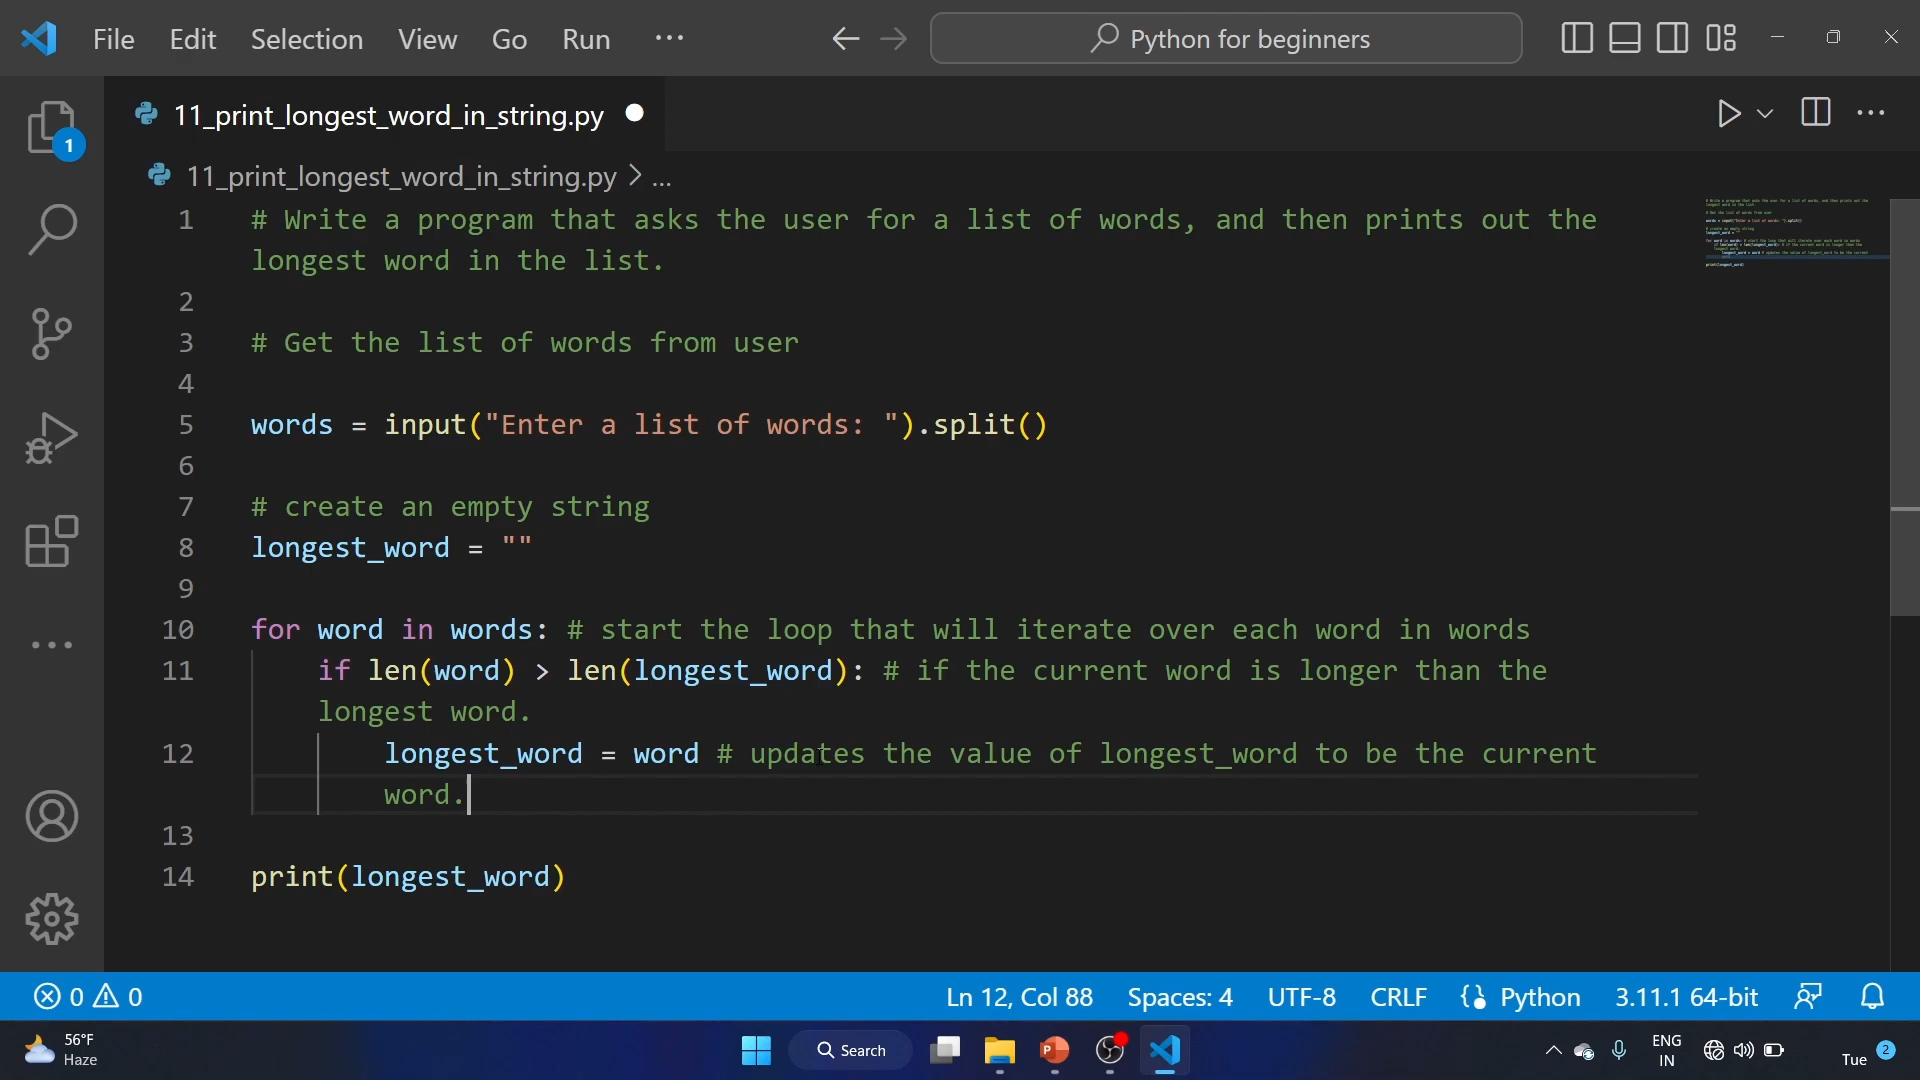 File Edit Selection View Go Run ···
Python for beginners
1
11_print_longest_word_in_string.py
11_print_longest_word_in_string.py > ...
1 # Write a program that asks the user for a list of words, and then prints out the
longest word in the list.
2
3 # Get the list of words from user
4
5 words = input("Enter a list of words: ").split()
6
7 # create an empty string
8 longest_word = ""
9
10 for word in words: # start the loop that will iterate over each word in words
11 if len(word) > len(longest_word): # if the current word is longer than the
longest word.
12 longest_word = word # updates the value of longest_word to be the current
word.
13
14 print(longest_word)
0 0 Ln 12, Col 88 Spaces: 4 UTF-8 CRLF Python 3.11.1 64-bit
56°F
Haze
Search
ENG
IN
Tue 2